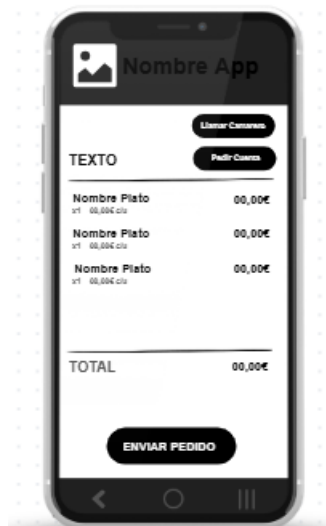 Nombre App
Llamar Camarero
TEXTO
Pedir Cuenta
Nombre Plato 00,00€
x1 00,00€ c/u
Nombre Plato 00,00€
x1 00,00€ c/u
Nombre Plato 00,00€
x1 00,00€ c/u
TOTAL 00,00€
ENVIAR PEDIDO